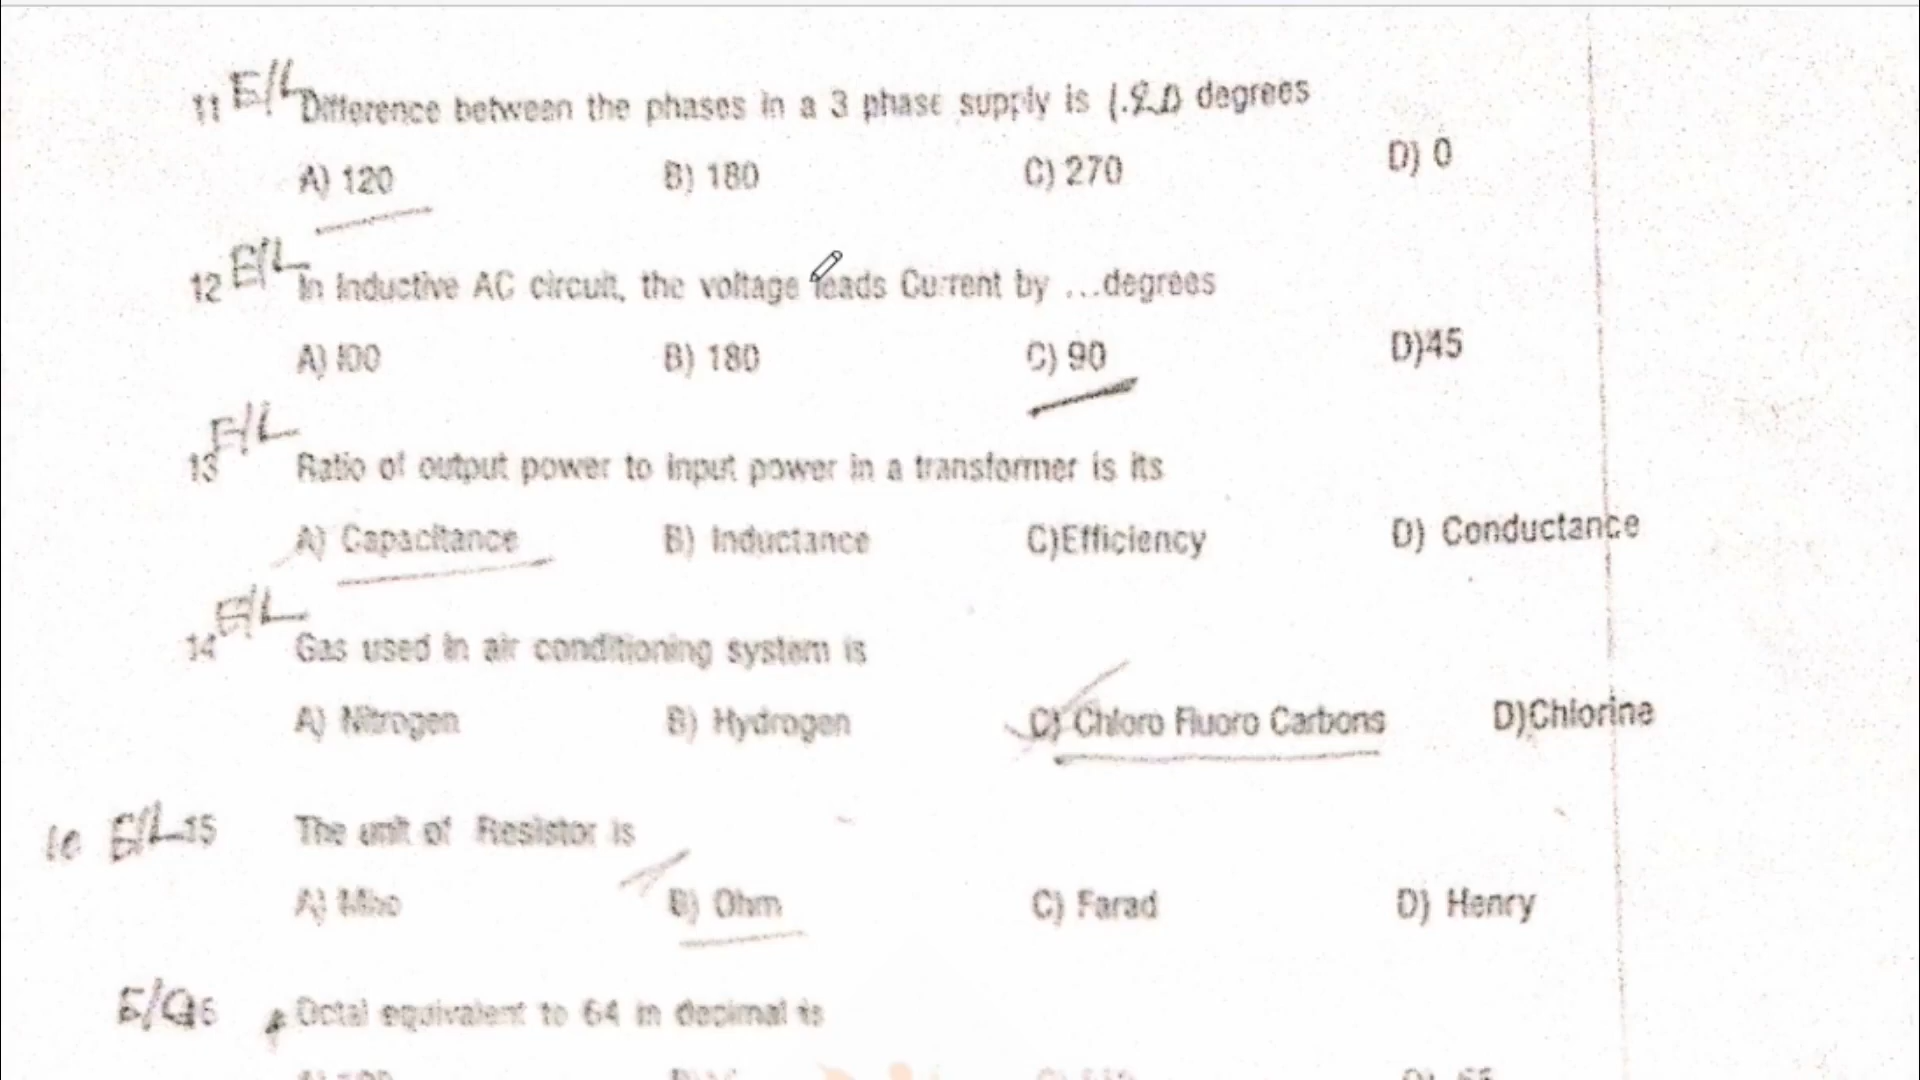 11 E/L Difference between the phases in a 3 phase supply is 120 degrees
A) 120 B) 180 C) 270 D) 0
12 E/L In Inductive AC circuit, the voltage leads Current by ...degrees
A) 100 B) 180 C) 90 D)45
13 E/L Ratio of output power to input power in a transformer is its
A) Capacitance B) Inductance C)Efficiency D) Conductance
14 E/L Gas used in air conditioning system is
A) Nitrogen B) Hydrogen C) Chloro Fluoro Carbons D)Chlorine
E/L 15 The unit of Resistor is
A) Mho B) Ohm C) Farad D) Henry
Octal equivalent to 64 in decimal is